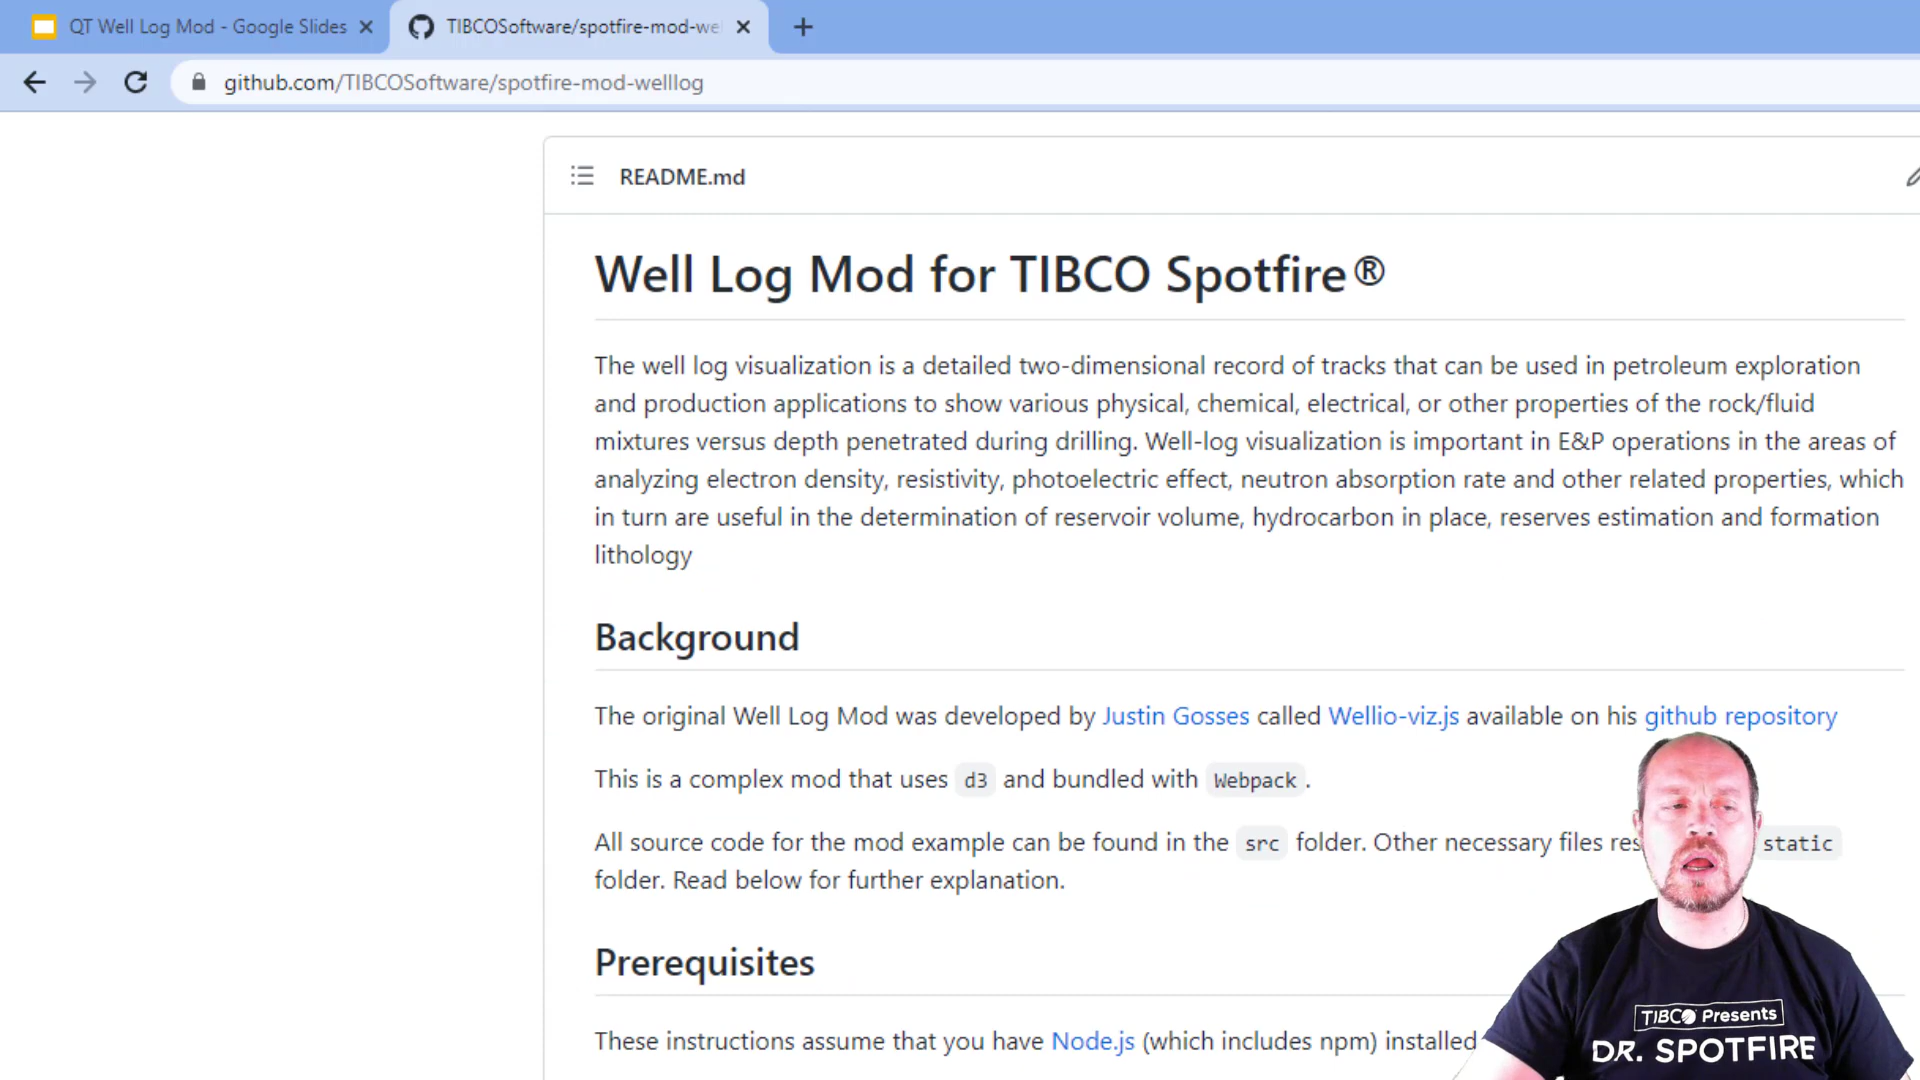 QT Well Log Mod - Google Slides
TIBCOSoftware/spotfire-mod-we
github.com/TIBCOSoftware/spotfire-mod-welllog
README.md
Well Log Mod for TIBCO Spotfire®
The well log visualization is a detailed two-dimensional record of tracks that can be used in petroleum exploration
and production applications to show various physical, chemical, electrical, or other properties of the rock/fluid
mixtures versus depth penetrated during drilling. Well-log visualization is important in E&P operations in the areas of
analyzing electron density, resistivity, photoelectric effect, neutron absorption rate and other related properties, which
in turn are useful in the determination of reservoir volume, hydrocarbon in place, reserves estimation and formation
lithology
Background
The original Well Log Mod was developed by Justin Gosses called Wellio-viz.js available on his github repository
This is a complex mod that uses d3 and bundled with Webpack.
All source code for the mod example can be found in the src folder. Other necessary files res static
folder. Read below for further explanation.
Prerequisites
These instructions assume that you have Node.js (which includes npm) installed
TIBCO Presents
DR. SPOTFIRE